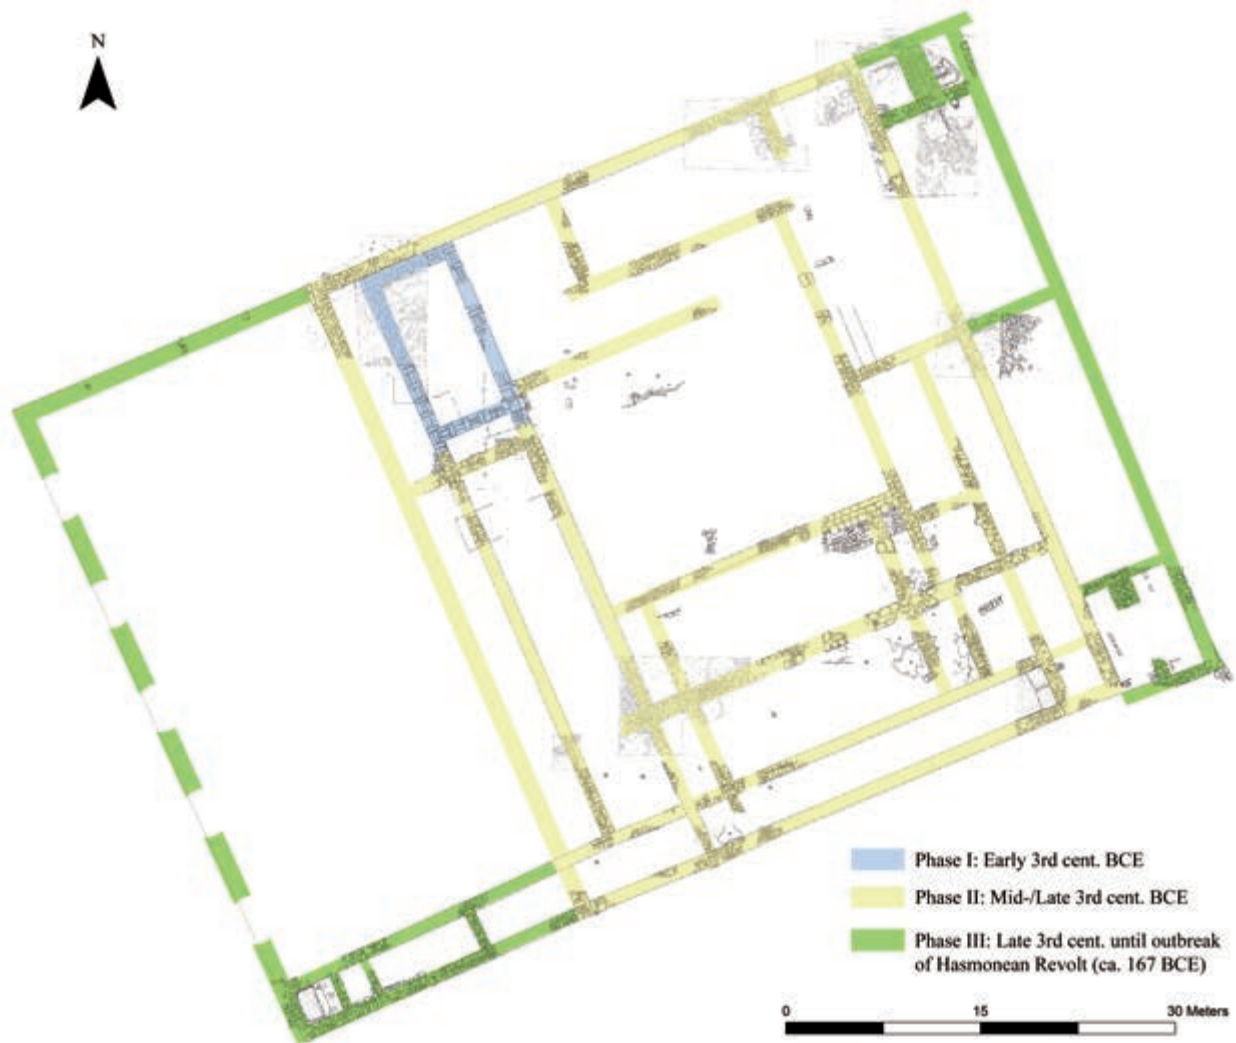 N
Phase I: Early 3rd cent. BCE
Phase II: Mid-/Late 3rd cent. BCE
Phase III: Late 3rd cent. until outbreak
of Hasmonean Revolt (ca. 167 BCE)
0 15 30 Meters